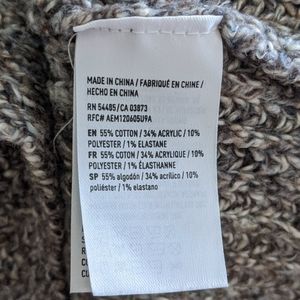 MADE IN CHINA / FABRIQUÉ EN CHINE /
HECHO EN CHINA
RN 54485/CA 03873
RFC# AEM120605U9A
EN 55% COTTON / 34% ACRYLIC / 10%
POLYESTER / 1% ELASTANE
FR 55% COTON / 34% ACRYLIQUE / 10%
POLYESTER / 1% ÉLASTHANNE
SP 55% algodón / 34% acrílico / 10%
poliéster / 1% elastano